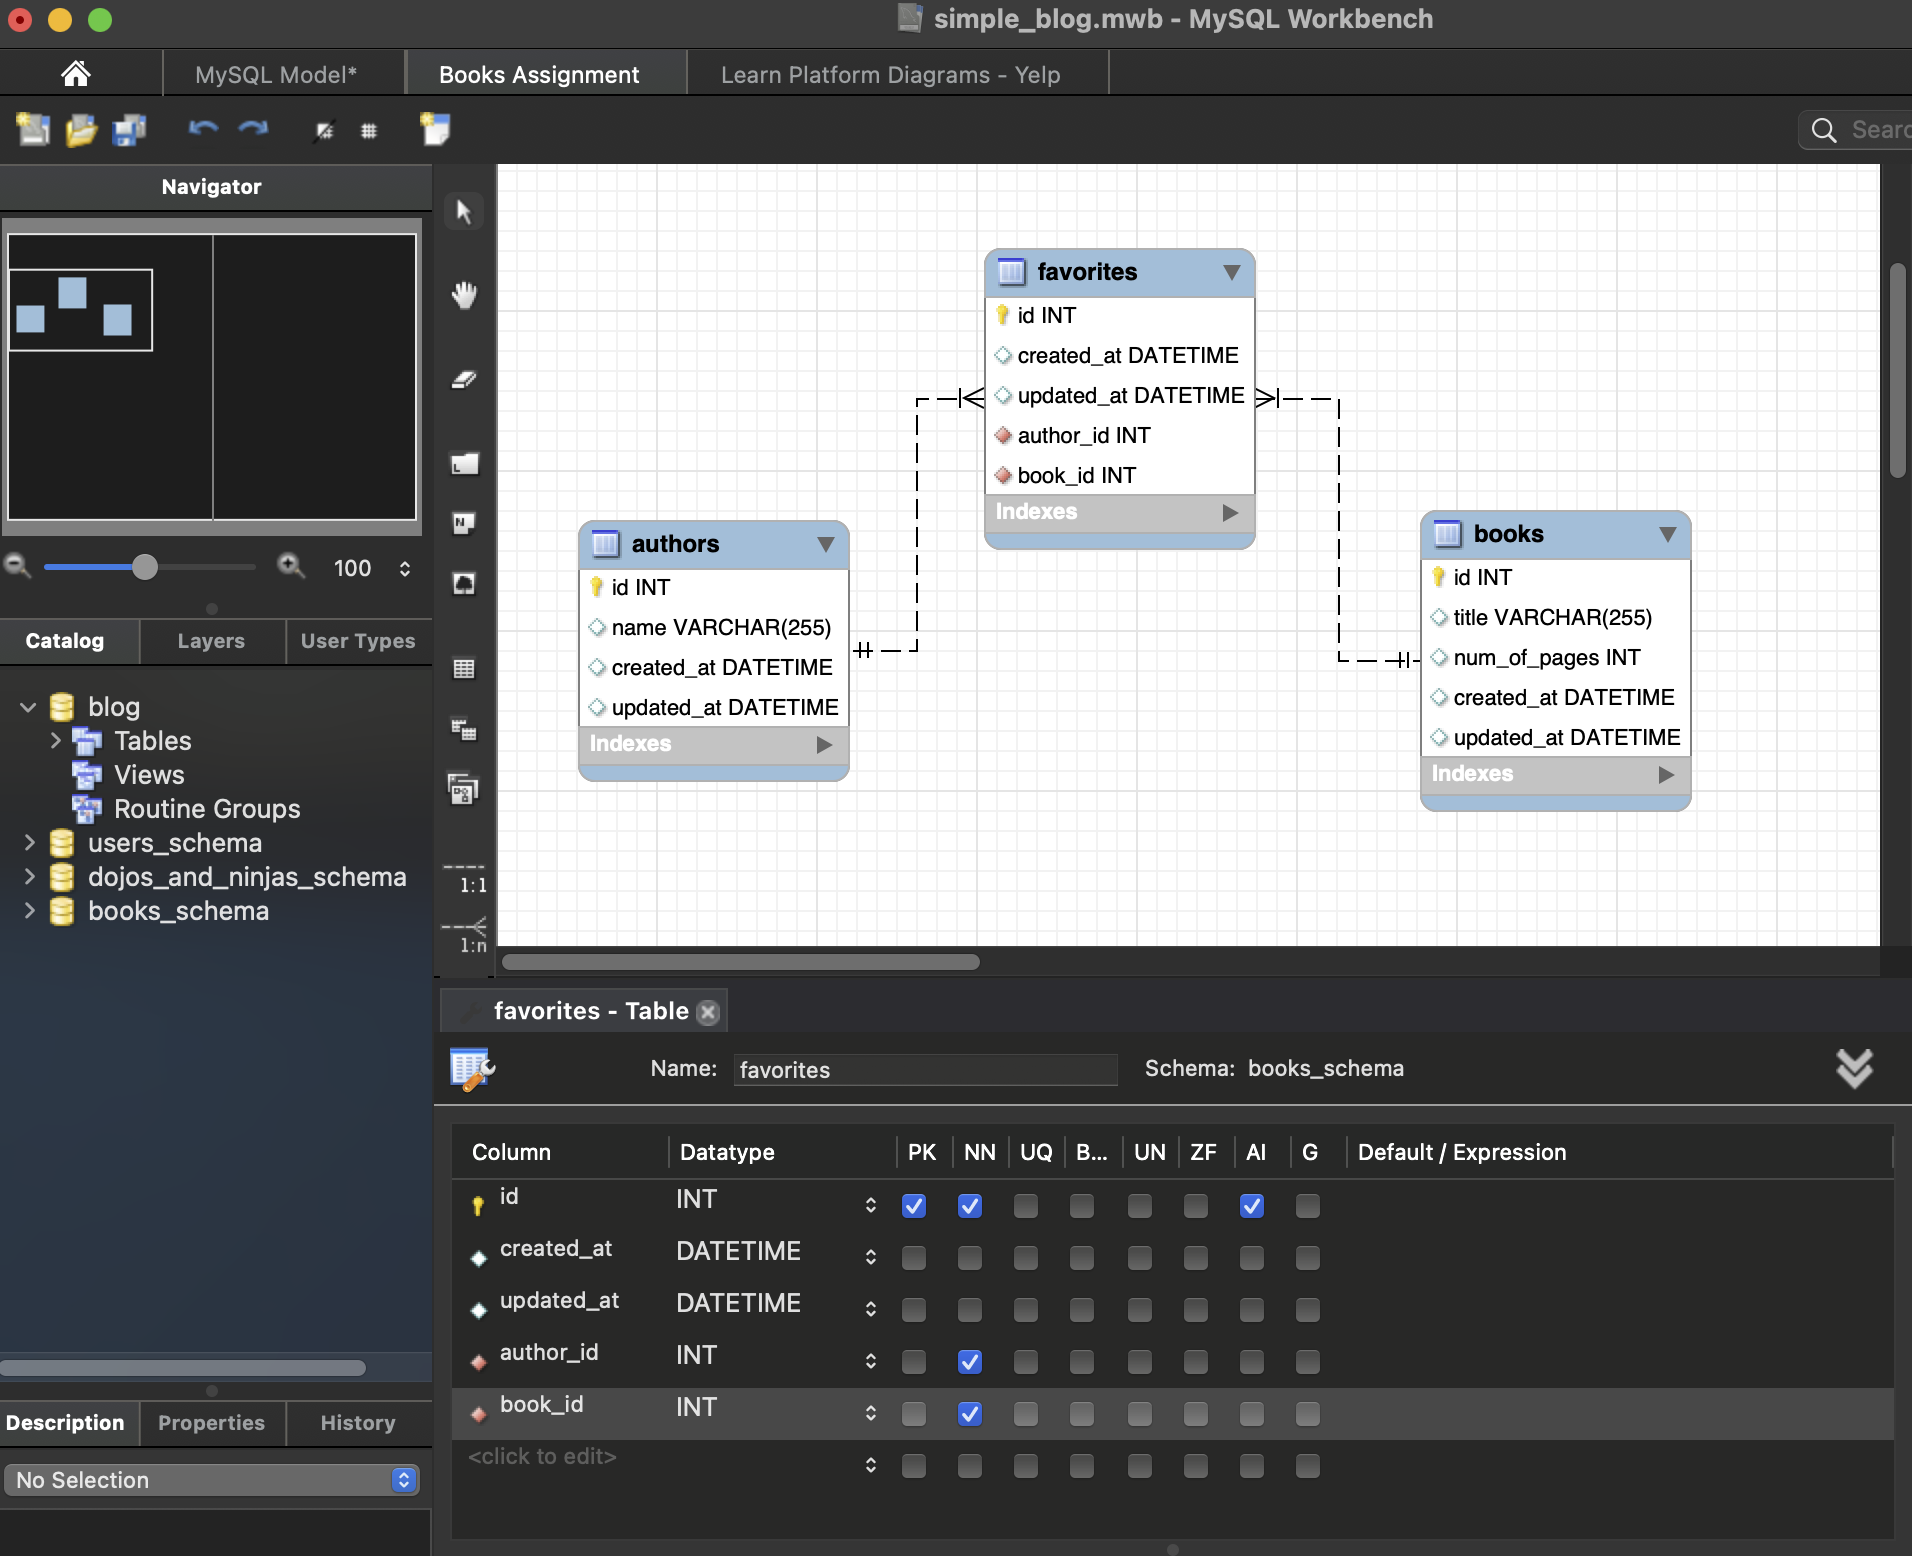 simple_blog.mwb - MySQL Workbench
MySQL Model*
Books Assignment
Learn Platform Diagrams - Yelp
Navigator
100
Catalog
Layers
User Types
blog
Tables
Views
Routine Groups
users_schema
dojos_and_ninjas_schema
books_schema
Description
Properties
History
No Selection
1:1
1:n
favorites
id INT
created_at DATETIME
updated_at DATETIME
author_id INT
book_id INT
Indexes
authors
id INT
name VARCHAR(255)
created_at DATETIME
updated_at DATETIME
Indexes
books
id INT
title VARCHAR(255)
num_of_pages INT
created_at DATETIME
updated_at DATETIME
Indexes
favorites - Table
Name: favorites
Schema: books_schema
Column Datatype PK NN UQ B... UN ZF AI G Default / Expression
id INT
created_at DATETIME
updated_at DATETIME
author_id INT
book_id INT
<click to edit>